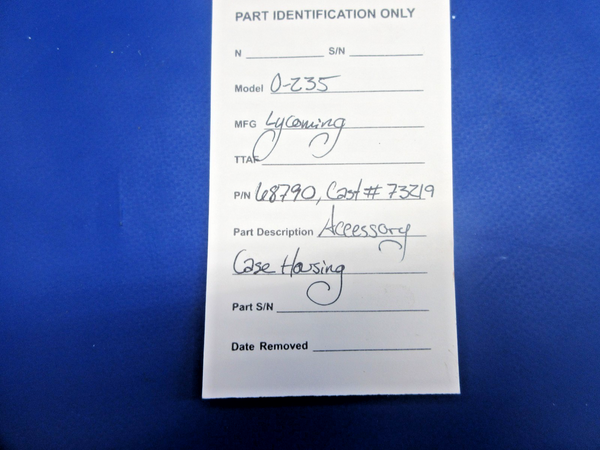 PART IDENTIFICATION ONLY
N S/N
Model O-235
MFG Lycoming
TTAF
P/N 68790, Cast # 73219
Part Description Accessory
Case Housing
Part S/N
Date Removed